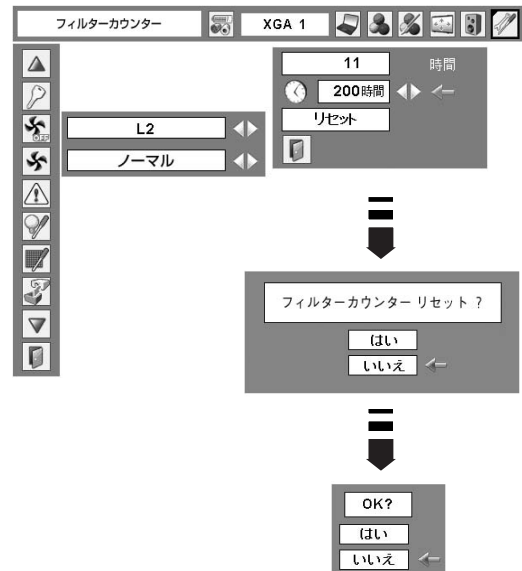 フィルターカウンター
XGA 1
11 時間
200時間
リセット
L2
ノーマル
フィルターカウンター リセット ?
はい
いいえ
OK?
はい
いいえ